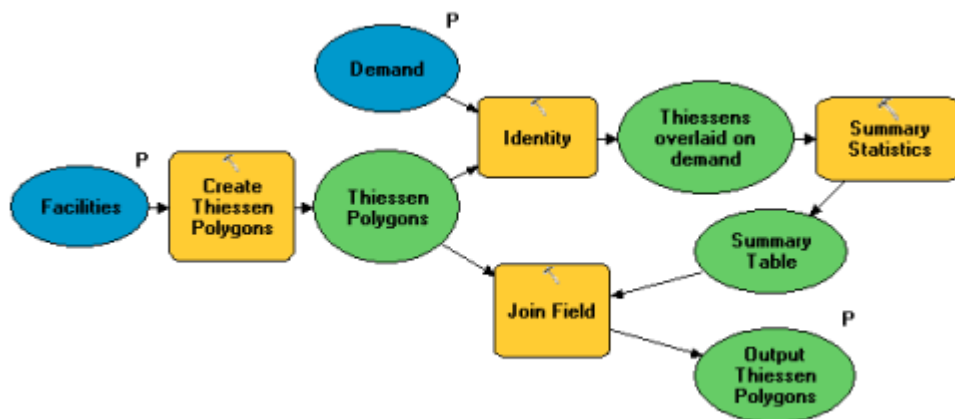 P
Demand
Identity
Thiessens
overlaid on
demand
Summary
Statistics
P
Facilities
Create
Thiessen
Polygons
Thiessen
Polygons
Summary
Table
Join Field
P
Output
Thiessen
Polygons